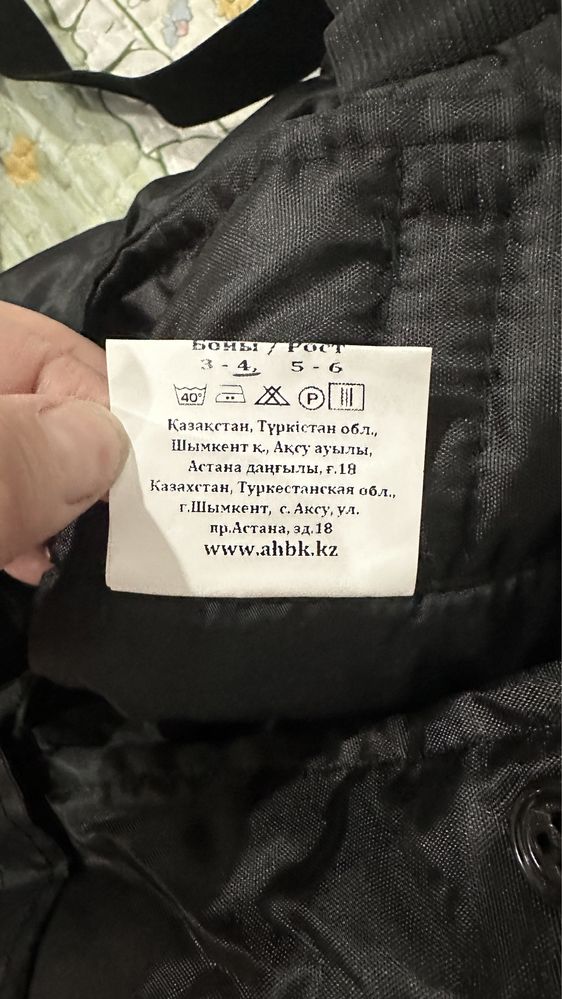 Бойы / Рост
3 - 4, 5 - 6
40° P
Қазақстан, Түркістан обл.,
Шымкент қ., Ақсу ауылы,
Астана даңғылы, ғ.18
Казахстан, Туркестанская обл.,
г.Шымкент, с. Аксу, ул.
пр.Астана, зд.18
www.ahbk.kz